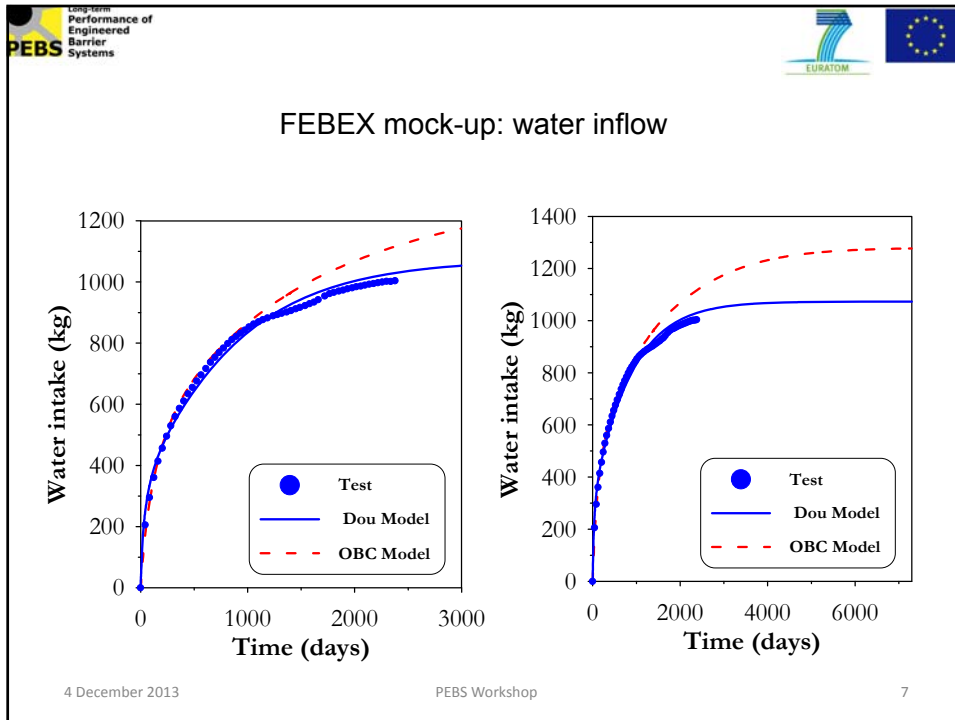 Long-term
Performance of
Engineered
Barrier
Systems
PEBS
7
EURATOM
FEBEX mock-up: water inflow
1200
1000
800
600
400
200
0
Water intake (kg)
Test
Dou Model
OBC Model
0 1000 2000 3000
Time (days)
1400
1200
1000
800
600
400
200
0
Water intake (kg)
Test
Dou Model
OBC Model
0 2000 4000 6000
Time (days)
4 December 2013 PEBS Workshop 7